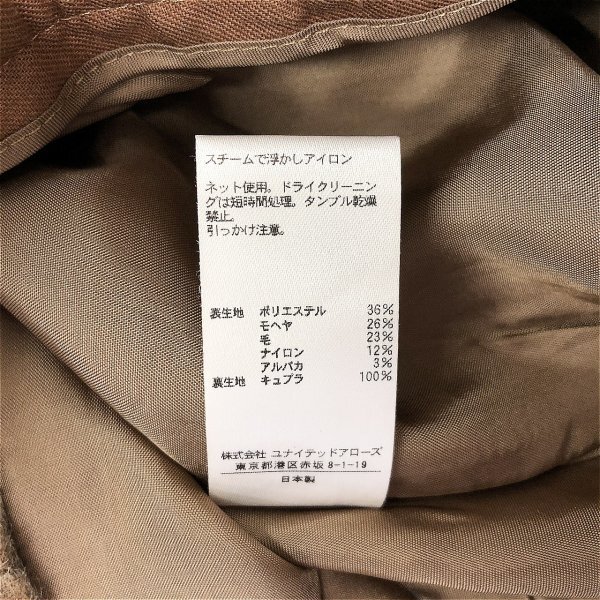 スチームで浮かしアイロン
ネット使用。ドライクリーニン
グは短時間処理。タンブル乾燥
禁止。
引っかけ注意。
表生地 ポリエステル 36%
モヘヤ 26%
毛 23%
ナイロン 12%
アルパカ 3%
裏生地 キュプラ 100%
株式会社 ユナイテッドアローズ
東京都港区赤坂8-1-19
日本製